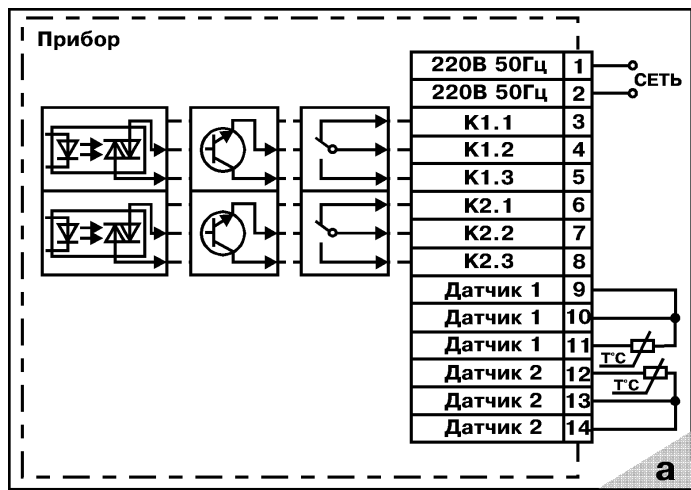 Прибор
220В 50Гц 1
220В 50Гц 2
СЕТЬ
К1.1 3
К1.2 4
К1.3 5
К2.1 6
К2.2 7
К2.3 8
Датчик 1 9
Датчик 1 10
Датчик 1 11
T°C
Датчик 2 12
T°C
Датчик 2 13
Датчик 2 14
а